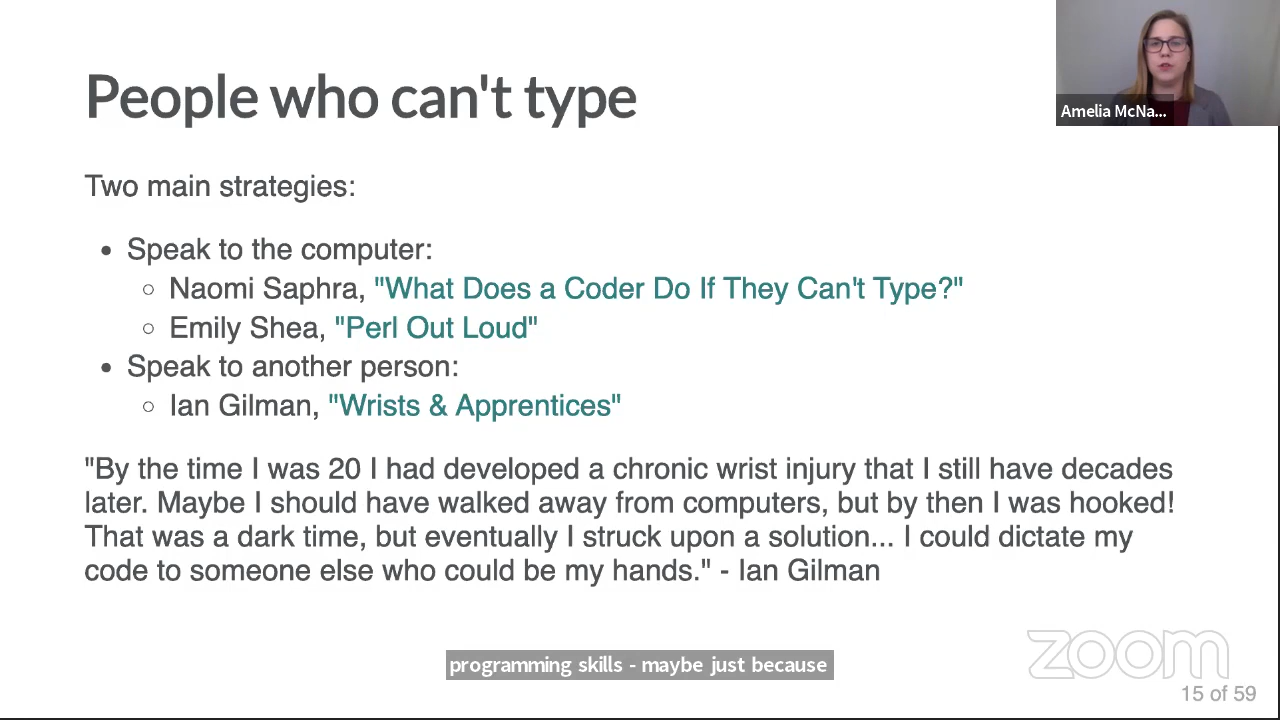 People who can't type
Amelia McNa...
Two main strategies:
• Speak to the computer:
○ Naomi Saphra, "What Does a Coder Do If They Can't Type?"
○ Emily Shea, "Perl Out Loud"
• Speak to another person:
○ Ian Gilman, "Wrists & Apprentices"
"By the time I was 20 I had developed a chronic wrist injury that I still have decades
later. Maybe I should have walked away from computers, but by then I was hooked!
That was a dark time, but eventually I struck upon a solution... I could dictate my
code to someone else who could be my hands." - Ian Gilman
programming skills - maybe just because
zoom
15 of 59